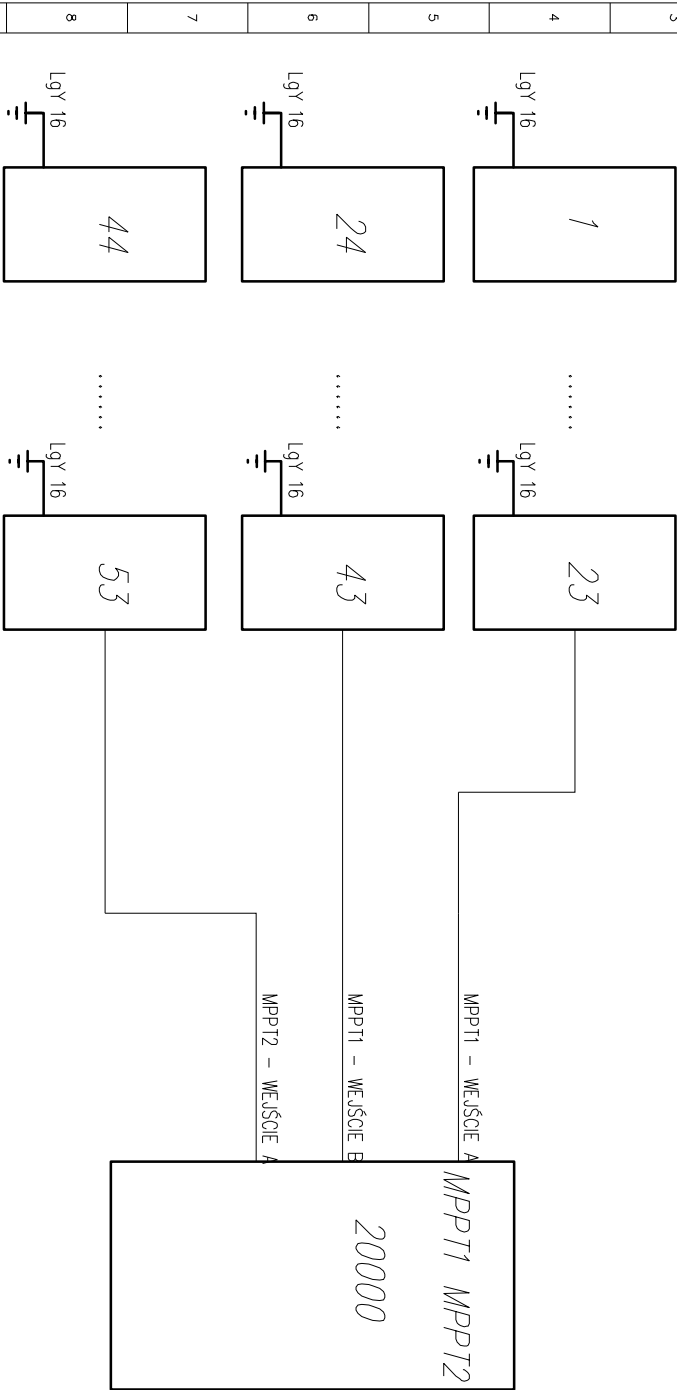 8 7 6 5 4 3
LgY 16 LgY 16 LgY 16
44 24 1
...... ...... ......
LgY 16 LgY 16 LgY 16
53 43 23
MPPT2 - WEJŚCIE A
MPPT1 - WEJŚCIE B
MPPT1 - WEJŚCIE A
MPPT1 MPPT2
20000